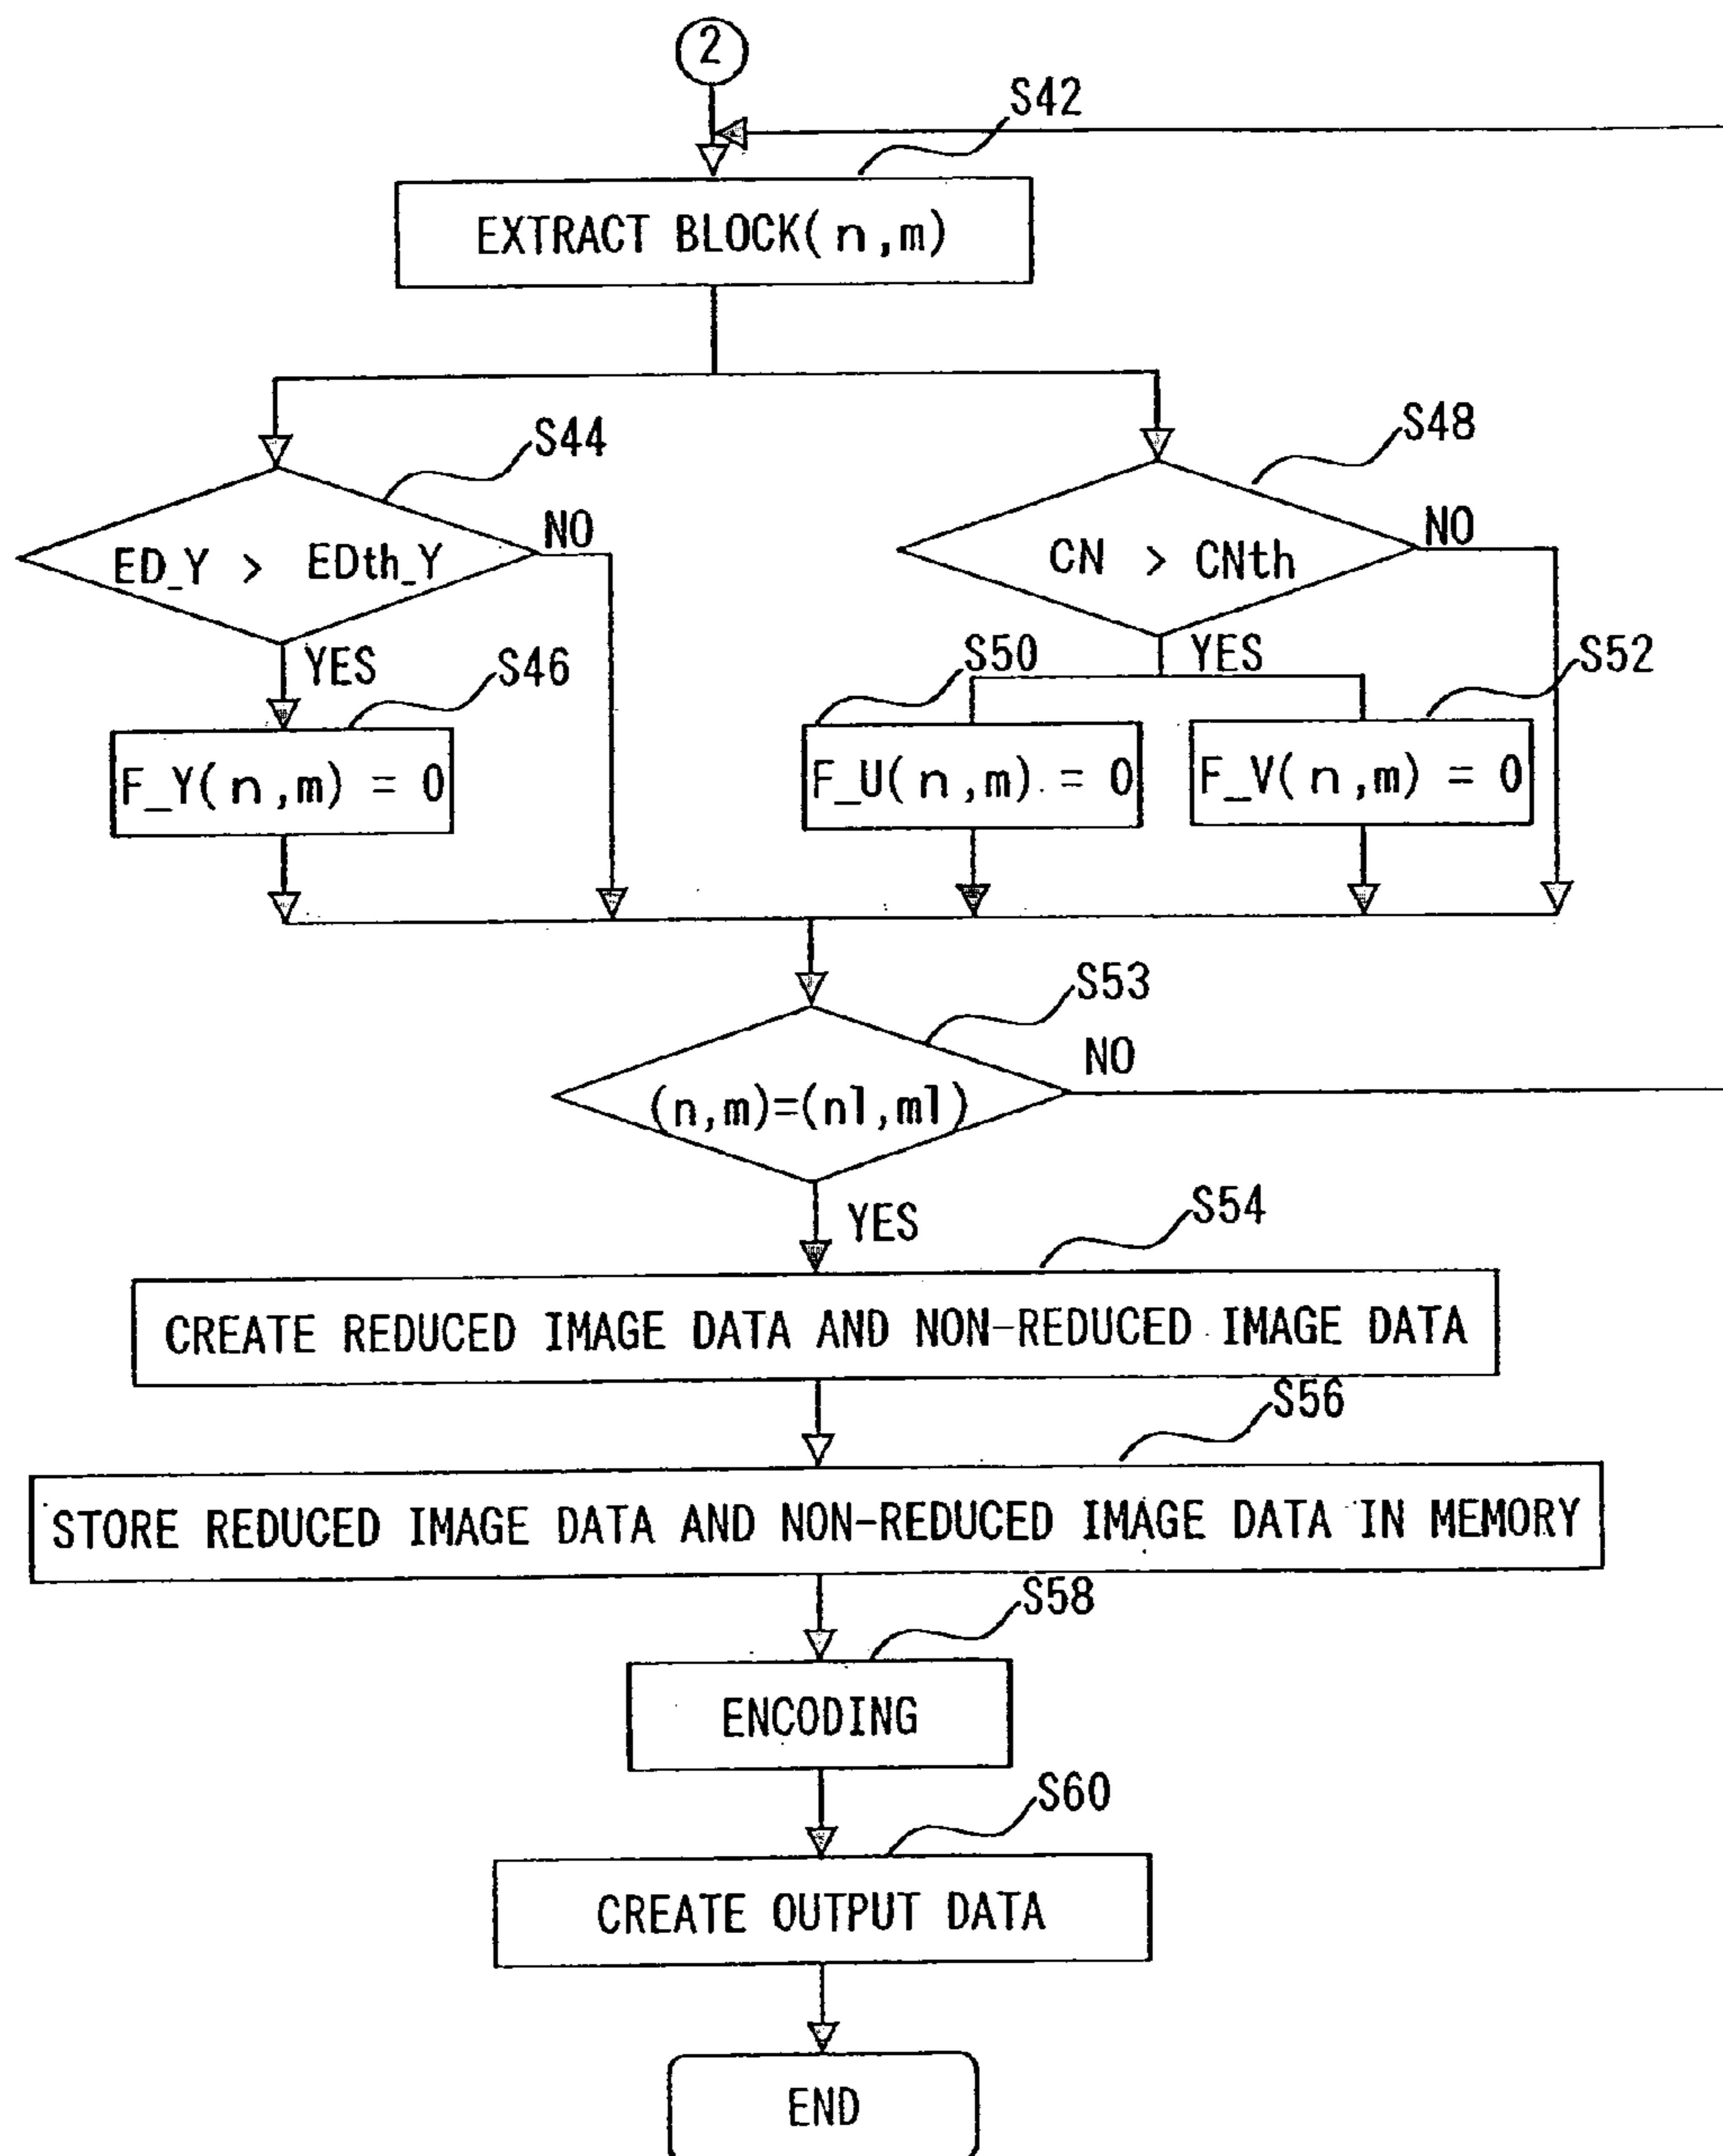 2
S42
EXTRACT BLOCK(n,m)
S44
S48
ED_Y > EDth_Y
NO
CN > CNth
NO
YES
S46
S50
YES
S52
F_Y(n,m) = 0
F_U(n,m) = 0
F_V(n,m) = 0
S53
(n,m)=(nl,ml)
NO
YES
S54
CREATE REDUCED IMAGE DATA AND NON-REDUCED IMAGE DATA
S56
STORE REDUCED IMAGE DATA AND NON-REDUCED IMAGE DATA IN MEMORY
S58
ENCODING
S60
CREATE OUTPUT DATA
END